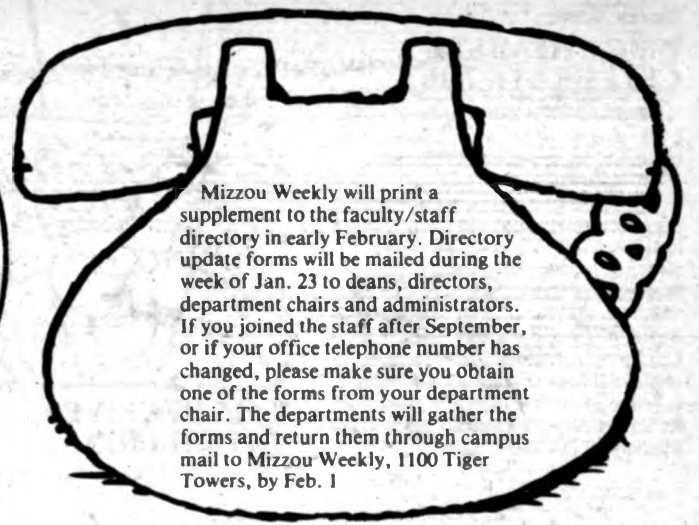 Mizzou Weekly will print a
supplement to the faculty/staff
directory in early February. Directory
update forms will be mailed during the
week of Jan. 23 to deans, directors,
department chairs and administrators.
If you joined the staff after September,
or if your office telephone number has
changed, please make sure you obtain
one of the forms from your department
chair. The departments will gather the
forms and return them through campus
mail to Mizzou Weekly, 1100 Tiger
Towers, by Feb. 1